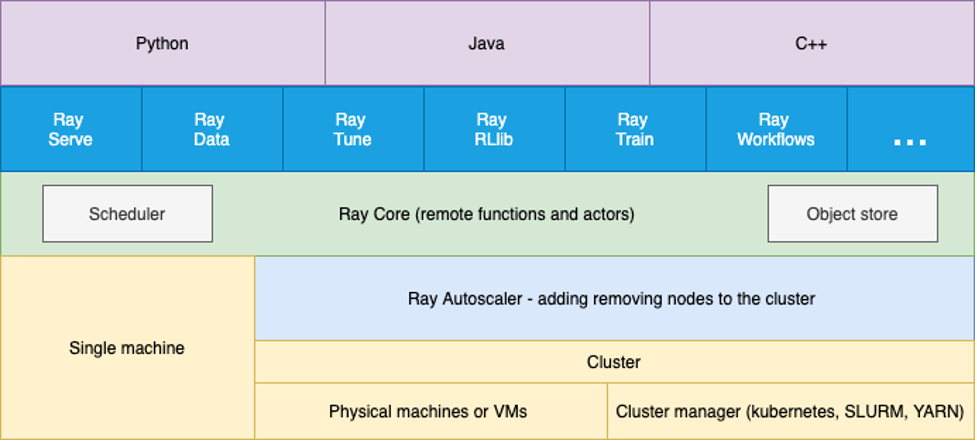 Python
Java
C++
Ray
Serve
Ray
Data
Ray
Tune
Ray
RLlib
Ray
Train
Ray
Workflows
...
Scheduler
Ray Core (remote functions and actors)
Object store
Ray Autoscaler - adding removing nodes to the cluster
Single machine
Cluster
Physical machines or VMs
Cluster manager (kubernetes, SLURM, YARN)